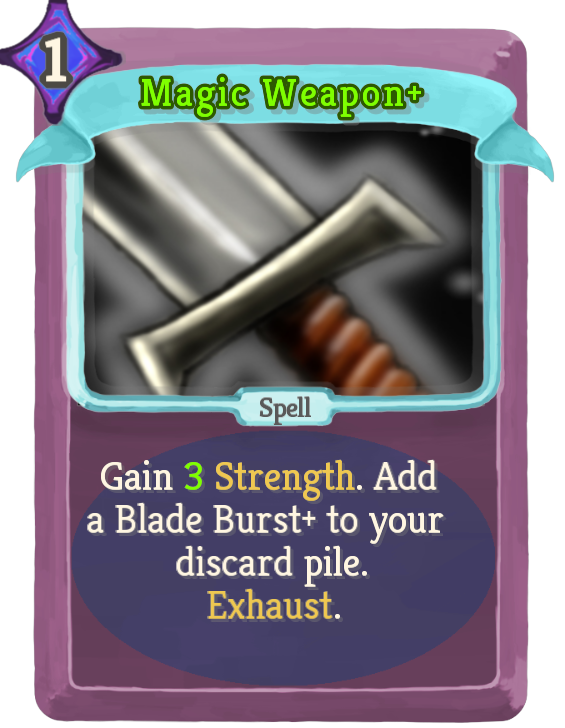 1
Magic Weapon+
Spell
Gain 3 Strength. Add
a Blade Burst+ to your
discard pile.
Exhaust.